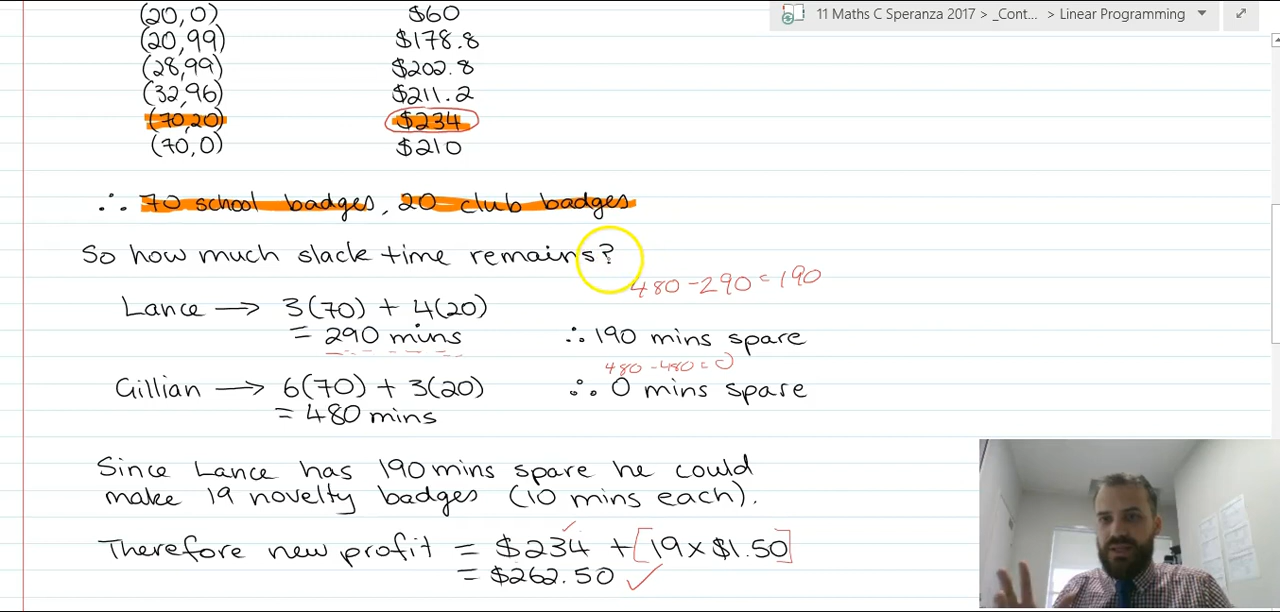 11 Maths C Speranza 2017 > _Cont... > Linear Programming
(20,0) $60
(20,99) $178.8
(28,99) $202.8
(32,96) $211.2
(70,20) $234
(70,0) $210
∴ 70 school badges, 20 club badges
So how much slack time remains?
480 - 290 = 190
Lance → 3(70) + 4(20)
= 290 mins ∴ 190 mins spare
480 - 480 = 0
Gillian → 6(70) + 3(20) ∴ 0 mins spare
= 480 mins
Since Lance has 190 mins spare he could
make 19 novelty badges (10 mins each).
Therefore new profit = $234 + [19 x $1.50]
= $262.50 ✓